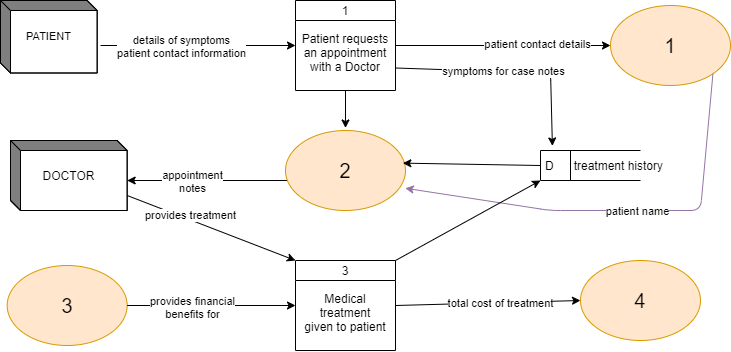 PATIENT
details of symptoms
patient contact information
1
Patient requests
an appointment
with a Doctor
patient contact details
symptoms for case notes
1
DOCTOR
appointment
notes
provides treatment
2
D
treatment history
patient name
3
provides financial
benefits for
3
Medical
treatment
given to patient
total cost of treatment
4